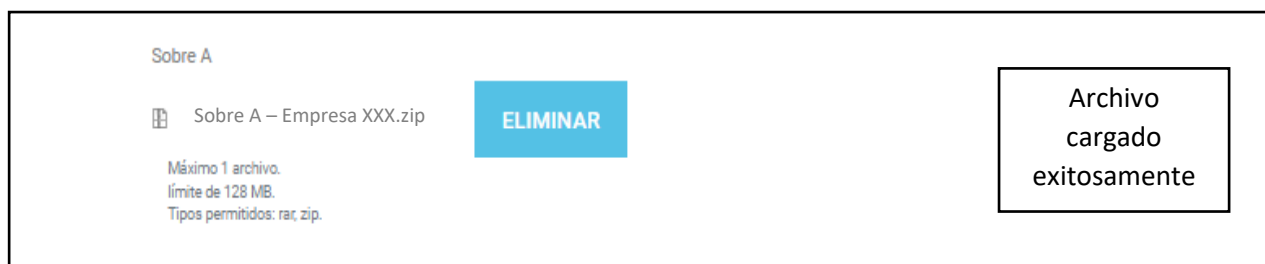 Sobre A
Sobre A – Empresa XXX.zip
ELIMINAR
Máximo 1 archivo.
límite de 128 MB.
Tipos permitidos: rar, zip.
Archivo
cargado
exitosamente